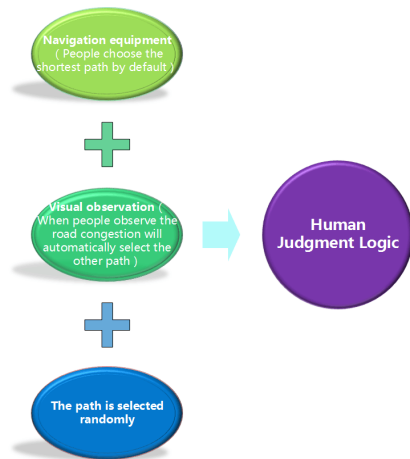 Navigation equipment
( People choose the
shortest path by default )
Visual observation (
When people observe the
road congestion will
automatically select the
other path )
Human
Judgment Logic
The path is selected
randomly